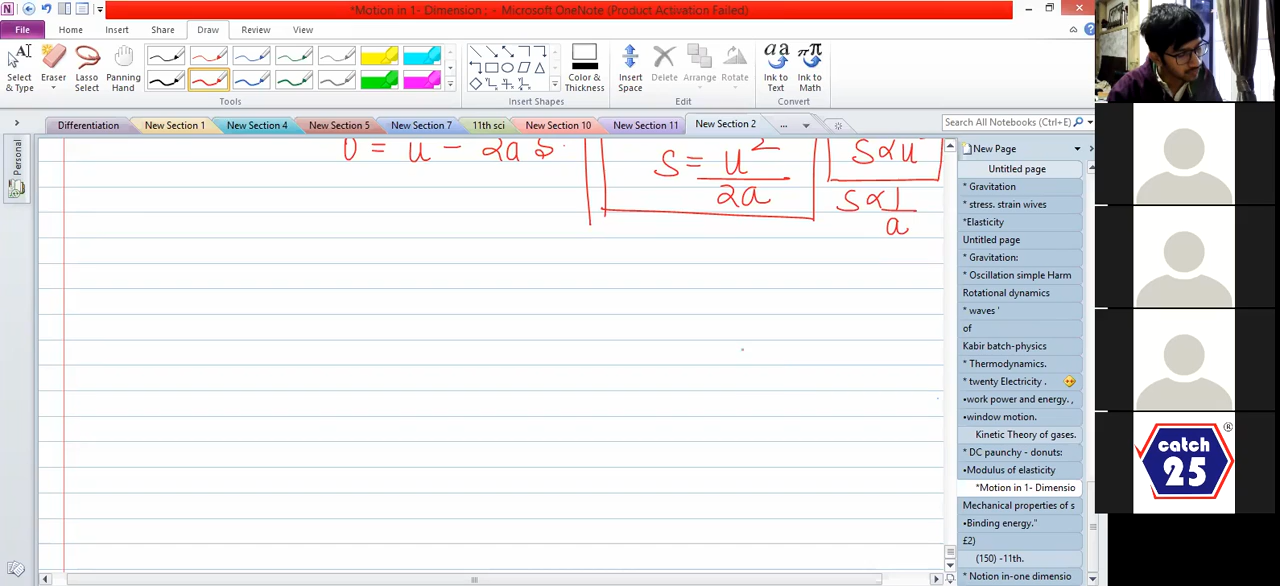 *Motion in 1- Dimension ; - Microsoft OneNote (Product Activation Failed)
File Home Insert Share Draw Review View
Select & Type
Eraser
Lasso Select
Panning Hand
Color & Thickness
Insert Space
Delete
Arrange
Rotate
Ink to Text
Ink to Math
Tools
Insert Shapes
Edit
Convert
Differentiation New Section 1 New Section 4 New Section 5 New Section 7 11th sci New Section 10 New Section 11 New Section 2 ...
Search All Notebooks (Ctrl+E)
Personal
0 = u - 2a s
s = u²
2a
s ∝ u
s ∝ 1
a
New Page
Untitled page
* Gravitation
* stress. strain wives
*Elasticity
Untitled page
* Gravitation:
* Oscillation simple Harm
Rotational dynamics
* waves '
of
Kabir batch-physics
* Thermodynamics.
* twenty Electricity .
•work power and energy. ,
•window motion.
Kinetic Theory of gases.
* DC paunchy - donuts:
•Modulus of elasticity
*Motion in 1- Dimensio
Mechanical properties of s
•Binding energy."
£2)
(150) -11th.
* Notion in-one dimensio
catch
25
®